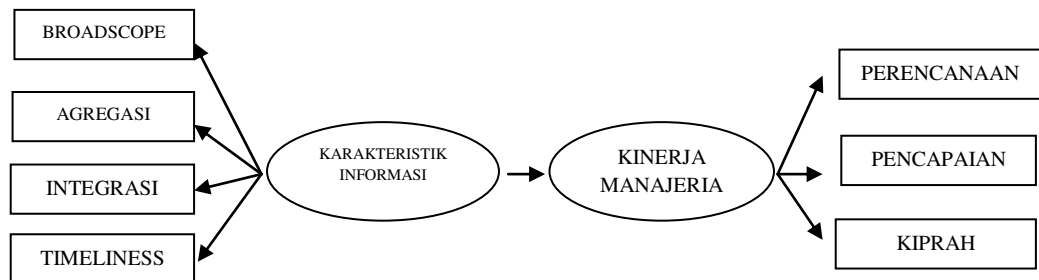 BROADSCOPE
AGREGASI
INTEGRASI
TIMELINESS
KARAKTERISTIK
INFORMASI
KINERJA
MANAJERIA
PERENCANAAN
PENCAPAIAN
KIPRAH